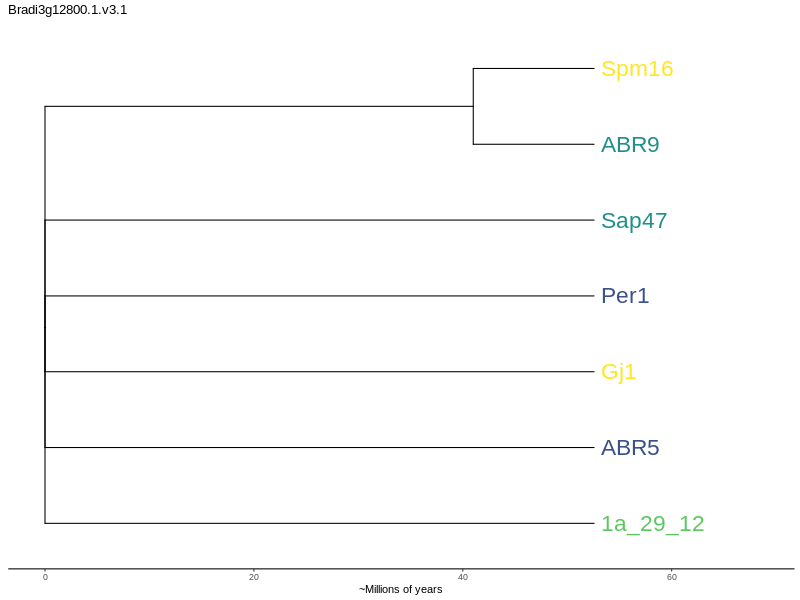 Bradi3g12800.1.v3.1
Spm16
ABR9
Sap47
Per1
Gj1
ABR5
1a_29_12
0 20 40 60
~Millions of years